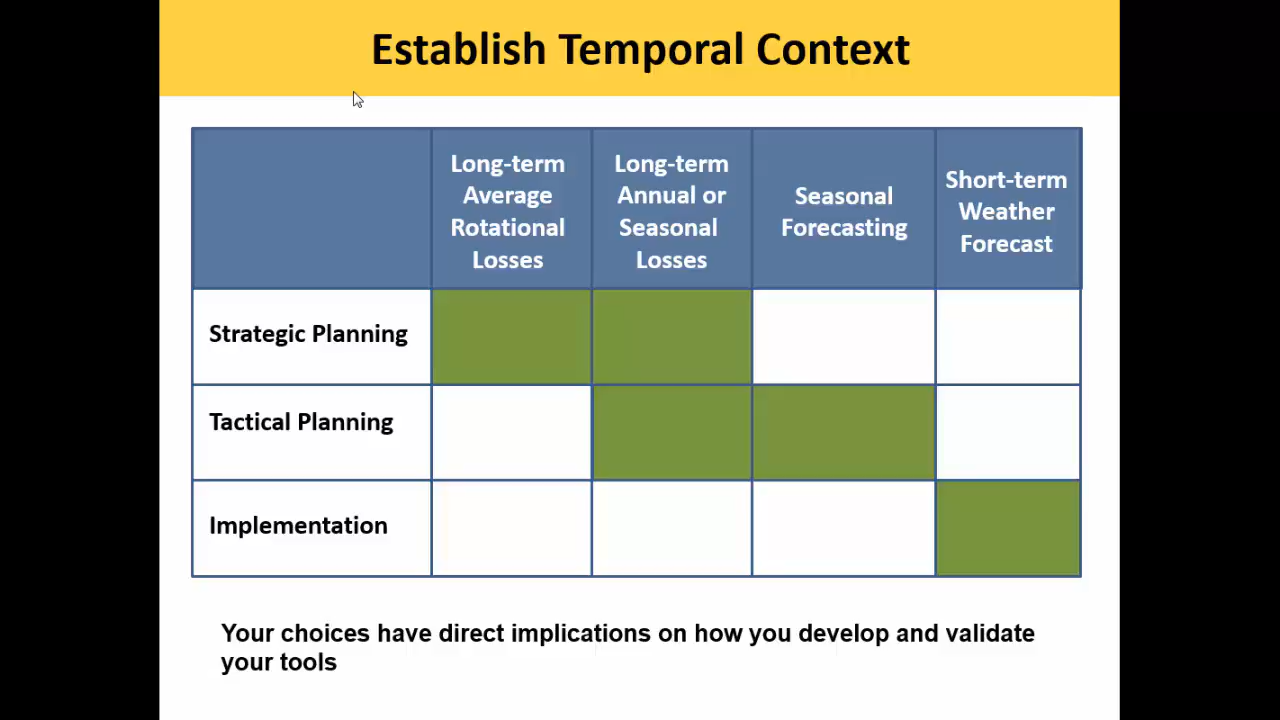 Establish Temporal Context
Long-term
Average
Rotational
Losses
Long-term
Annual or
Seasonal
Losses
Seasonal
Forecasting
Short-term
Weather
Forecast
Strategic Planning
Tactical Planning
Implementation
Your choices have direct implications on how you develop and validate
your tools